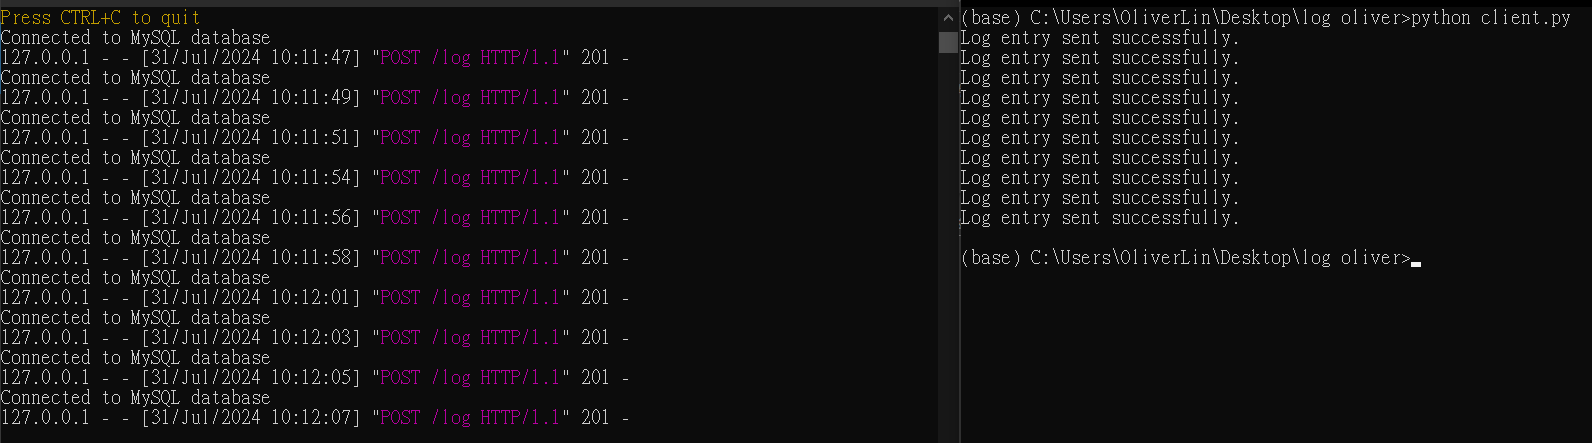 Press CTRL+C to quit
Connected to MySQL database
127.0.0.1 - - [31/Jul/2024 10:11:47] "POST /log HTTP/1.1" 201 -
Connected to MySQL database
127.0.0.1 - - [31/Jul/2024 10:11:49] "POST /log HTTP/1.1" 201 -
Connected to MySQL database
127.0.0.1 - - [31/Jul/2024 10:11:51] "POST /log HTTP/1.1" 201 -
Connected to MySQL database
127.0.0.1 - - [31/Jul/2024 10:11:54] "POST /log HTTP/1.1" 201 -
Connected to MySQL database
127.0.0.1 - - [31/Jul/2024 10:11:56] "POST /log HTTP/1.1" 201 -
Connected to MySQL database
127.0.0.1 - - [31/Jul/2024 10:11:58] "POST /log HTTP/1.1" 201 -
Connected to MySQL database
127.0.0.1 - - [31/Jul/2024 10:12:01] "POST /log HTTP/1.1" 201 -
Connected to MySQL database
127.0.0.1 - - [31/Jul/2024 10:12:03] "POST /log HTTP/1.1" 201 -
Connected to MySQL database
127.0.0.1 - - [31/Jul/2024 10:12:05] "POST /log HTTP/1.1" 201 -
Connected to MySQL database
127.0.0.1 - - [31/Jul/2024 10:12:07] "POST /log HTTP/1.1" 201 -
(base) C:\Users\OliverLin\Desktop\log oliver>python client.py
Log entry sent successfully.
Log entry sent successfully.
Log entry sent successfully.
Log entry sent successfully.
Log entry sent successfully.
Log entry sent successfully.
Log entry sent successfully.
Log entry sent successfully.
Log entry sent successfully.
Log entry sent successfully.
(base) C:\Users\OliverLin\Desktop\log oliver>